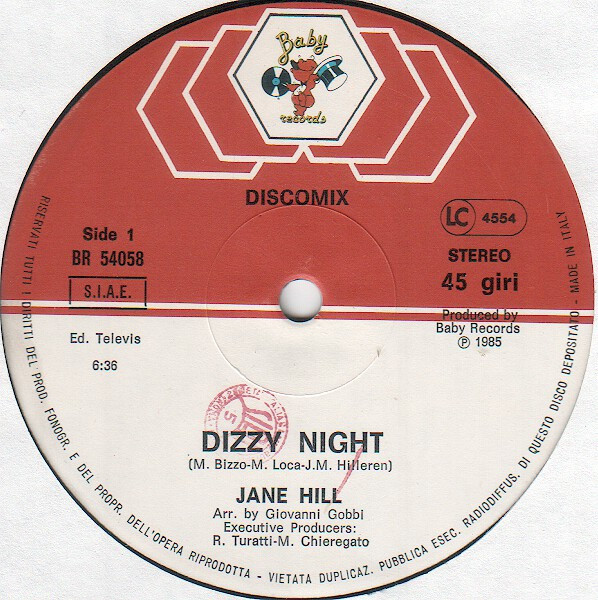 Baby
records
DISCOMIX
Side 1
BR 54058
S.I.A.E.
Ed. Televis
6:36
LC 4554
STEREO
45 giri
Produced by
Baby Records
℗ 1985
DIZZY NIGHT
(M. Bizzo-M. Loca-J.M. Hilleren)
JANE HILL
Arr. by Giovanni Gobbi
Executive Producers:
R. Turatti-M. Chieregato
RISERVATI TUTTI I DIRITTI DEL PROD. FONOGR. E DEL PROPR. DELL'OPERA RIPRODOTTA - VIETATA DUPLICAZ. PUBBLICA ESEC. RADIODIFFUS. DI QUESTO DISCO DEPOSITATO - MADE IN ITALY